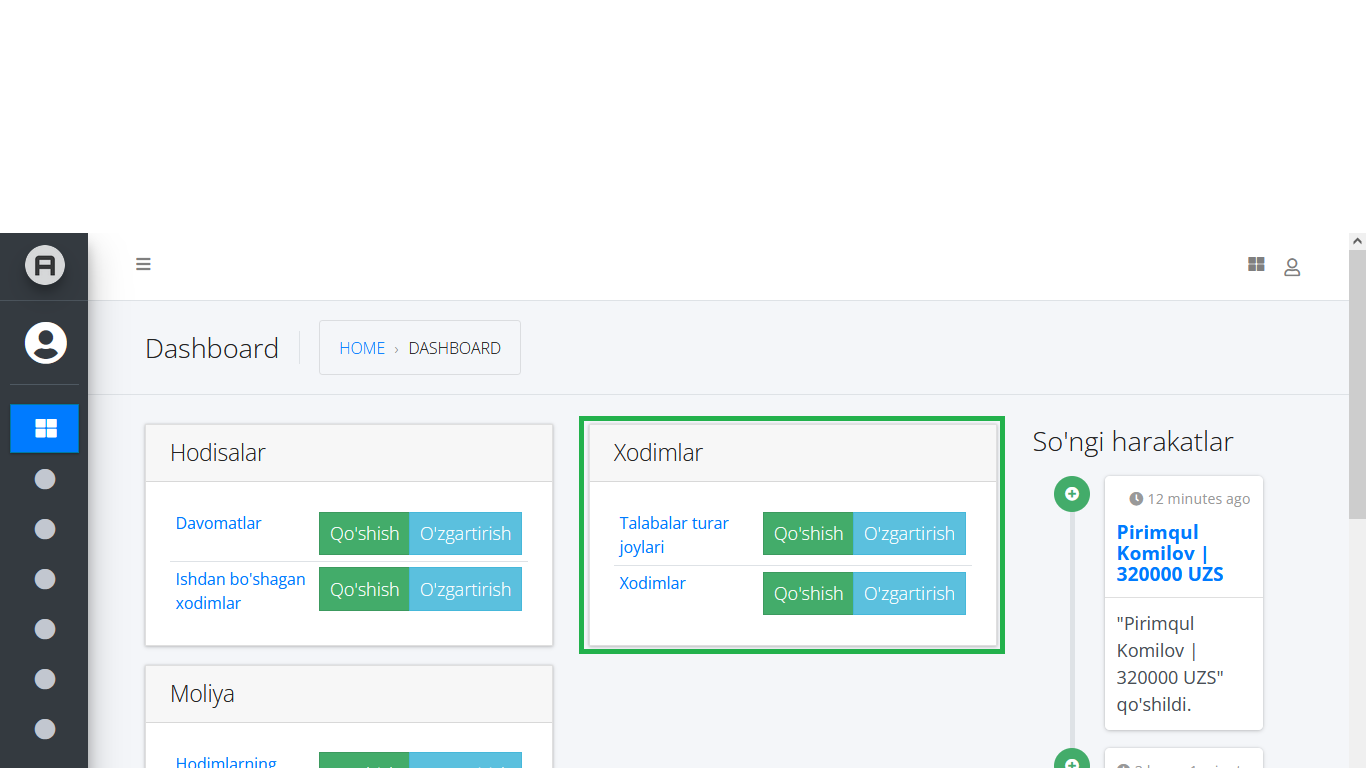 Dashboard
HOME › DASHBOARD
Hodisalar
Davomatlar
Qo'shish O'zgartirish
Ishdan bo'shagan
xodimlar
Qo'shish O'zgartirish
Moliya
Hodimlarning
Xodimlar
Talabalar turar
joylari
Qo'shish O'zgartirish
Xodimlar
Qo'shish O'zgartirish
So'ngi harakatlar
12 minutes ago
Pirimqul
Komilov |
320000 UZS
"Pirimqul
Komilov |
320000 UZS"
qo'shildi.